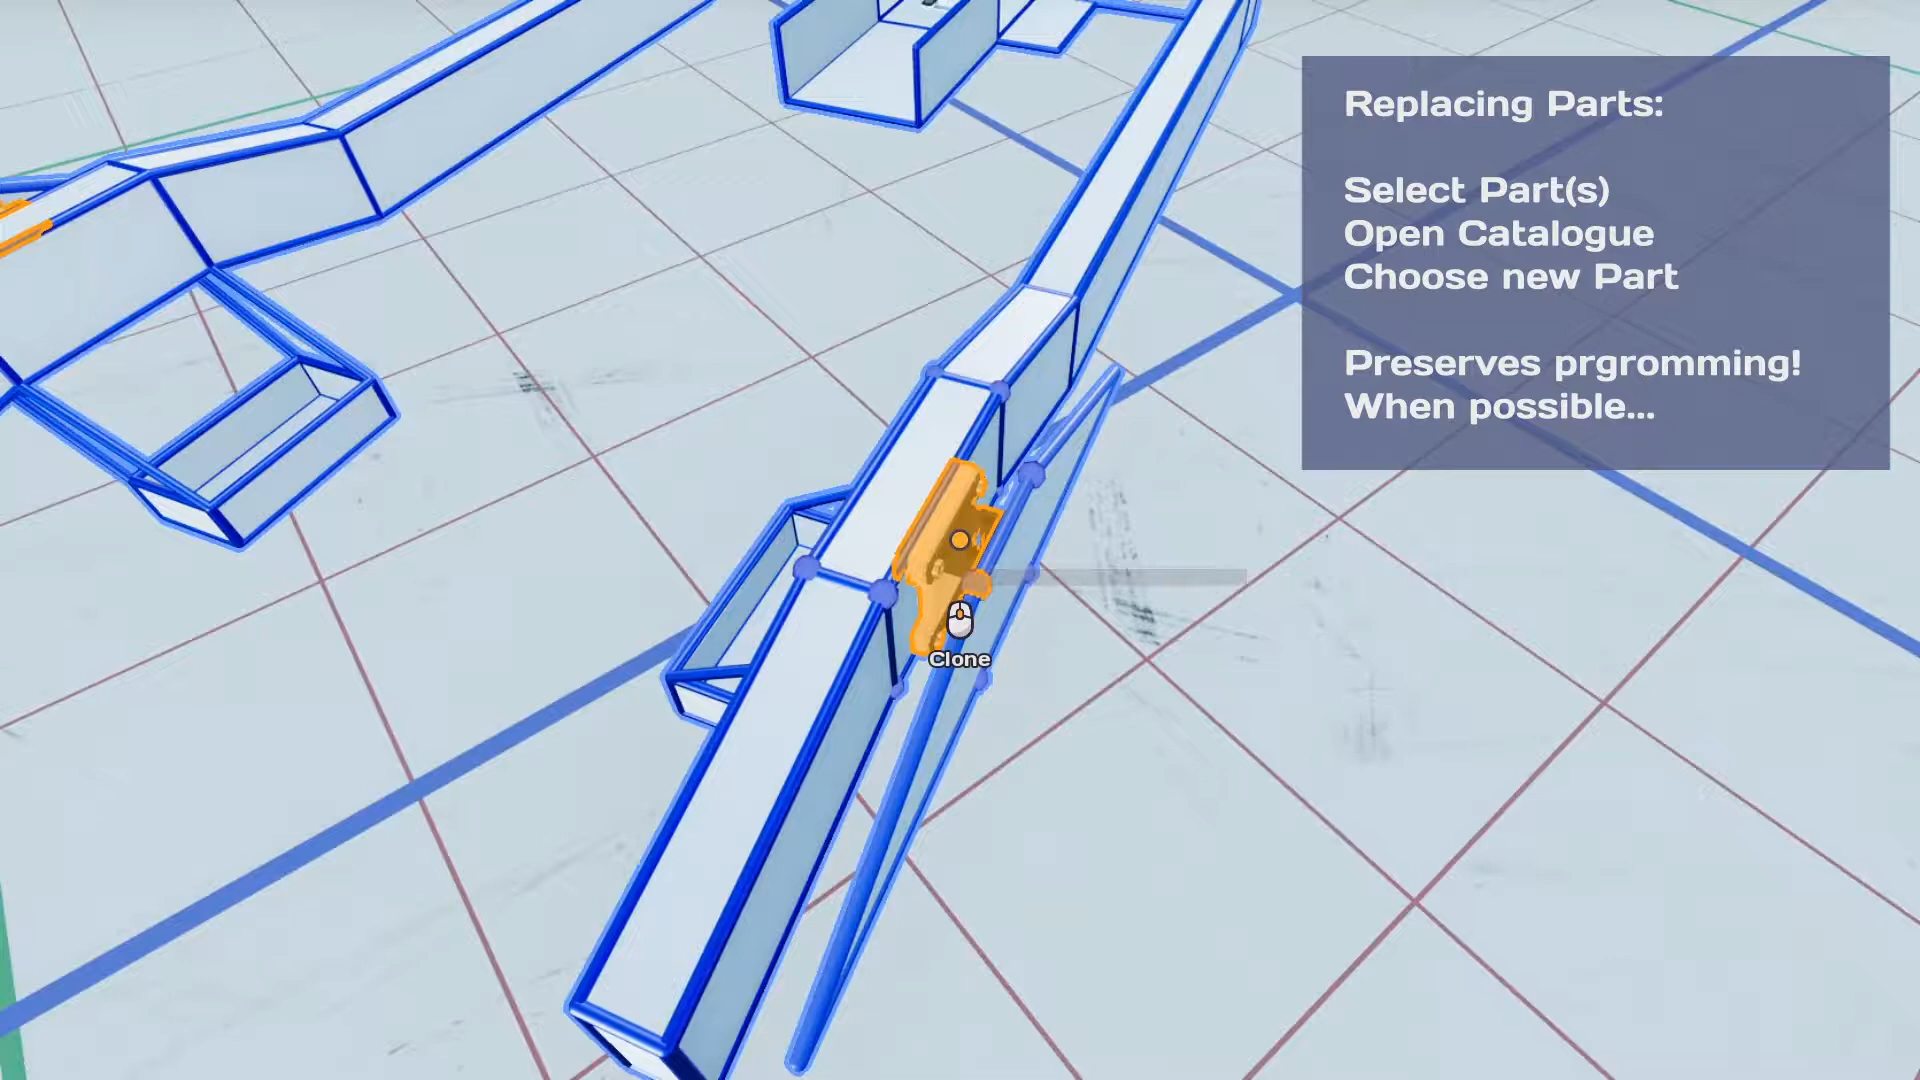 Replacing Parts:
Select Part(s)
Open Catalogue
Choose new Part
Preserves prgromming!
When possible...
Clone